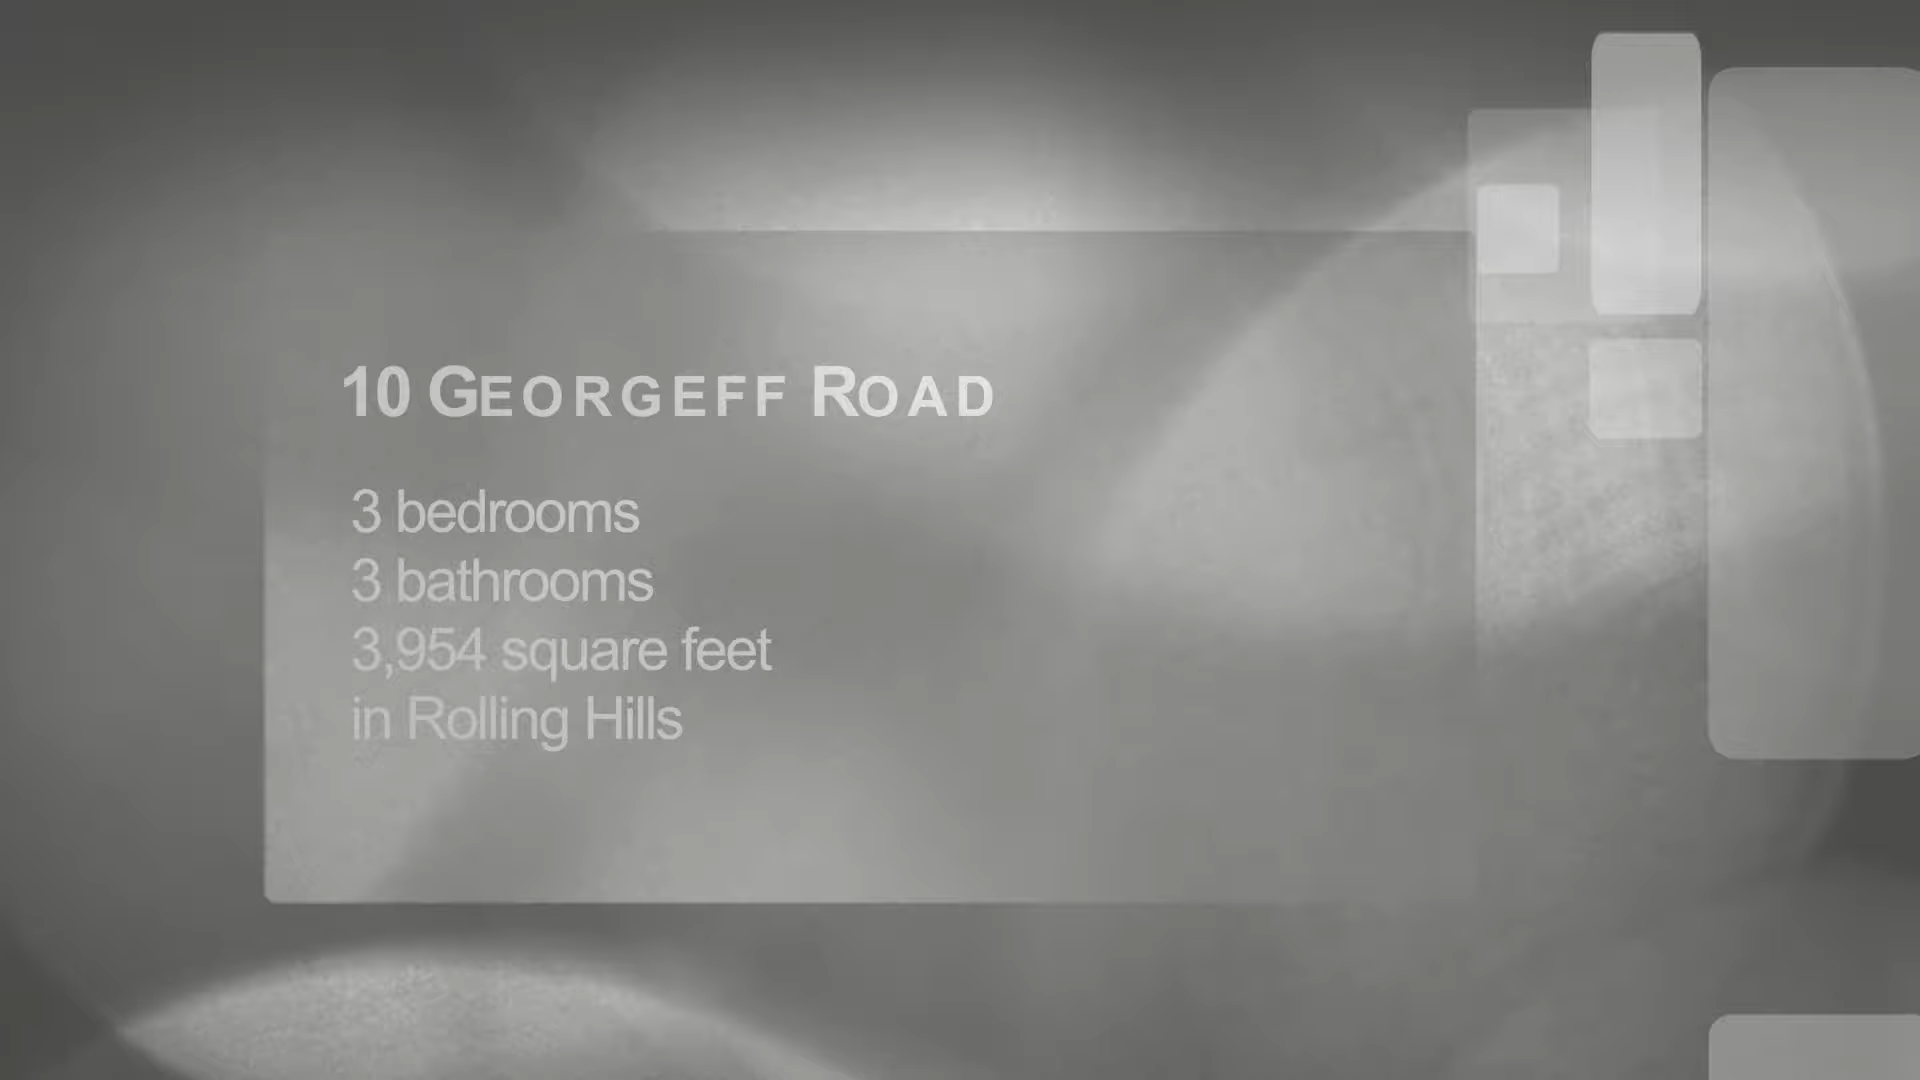 10 GEORGEFF ROAD
3 bedrooms
3 bathrooms
3,954 square feet
in Rolling Hills